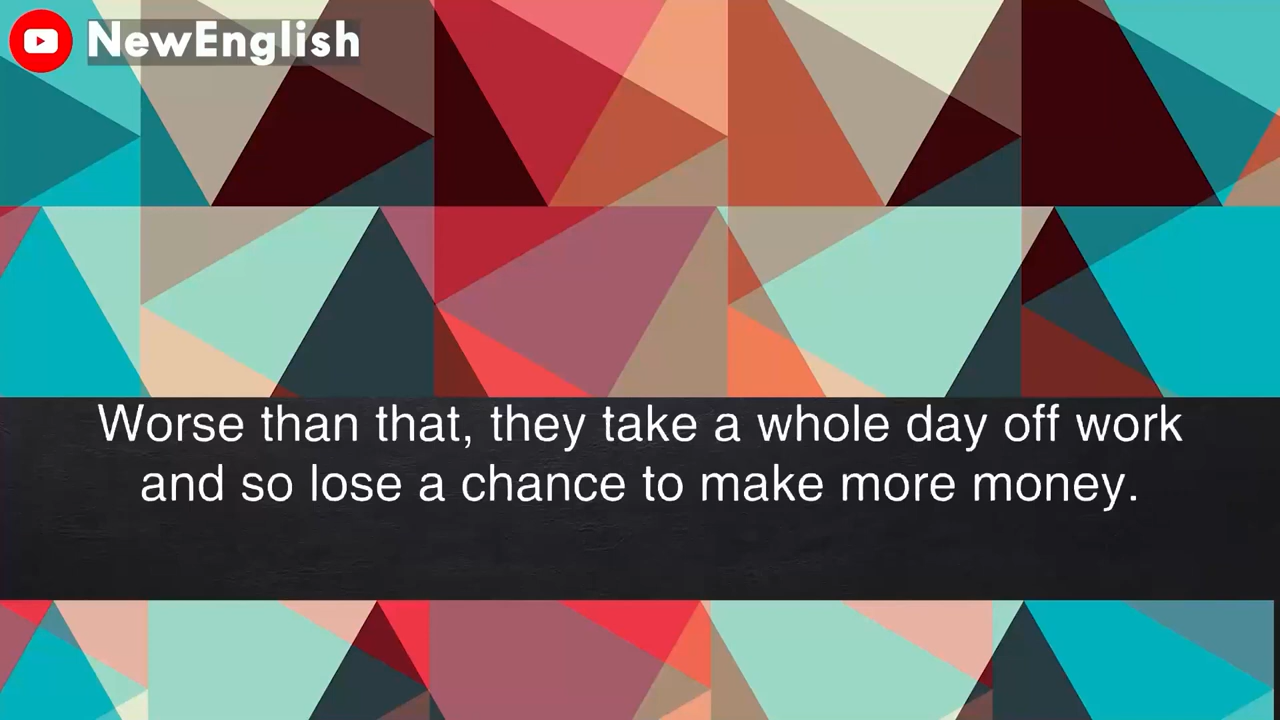 NewEnglish
Worse than that, they take a whole day off work
and so lose a chance to make more money.